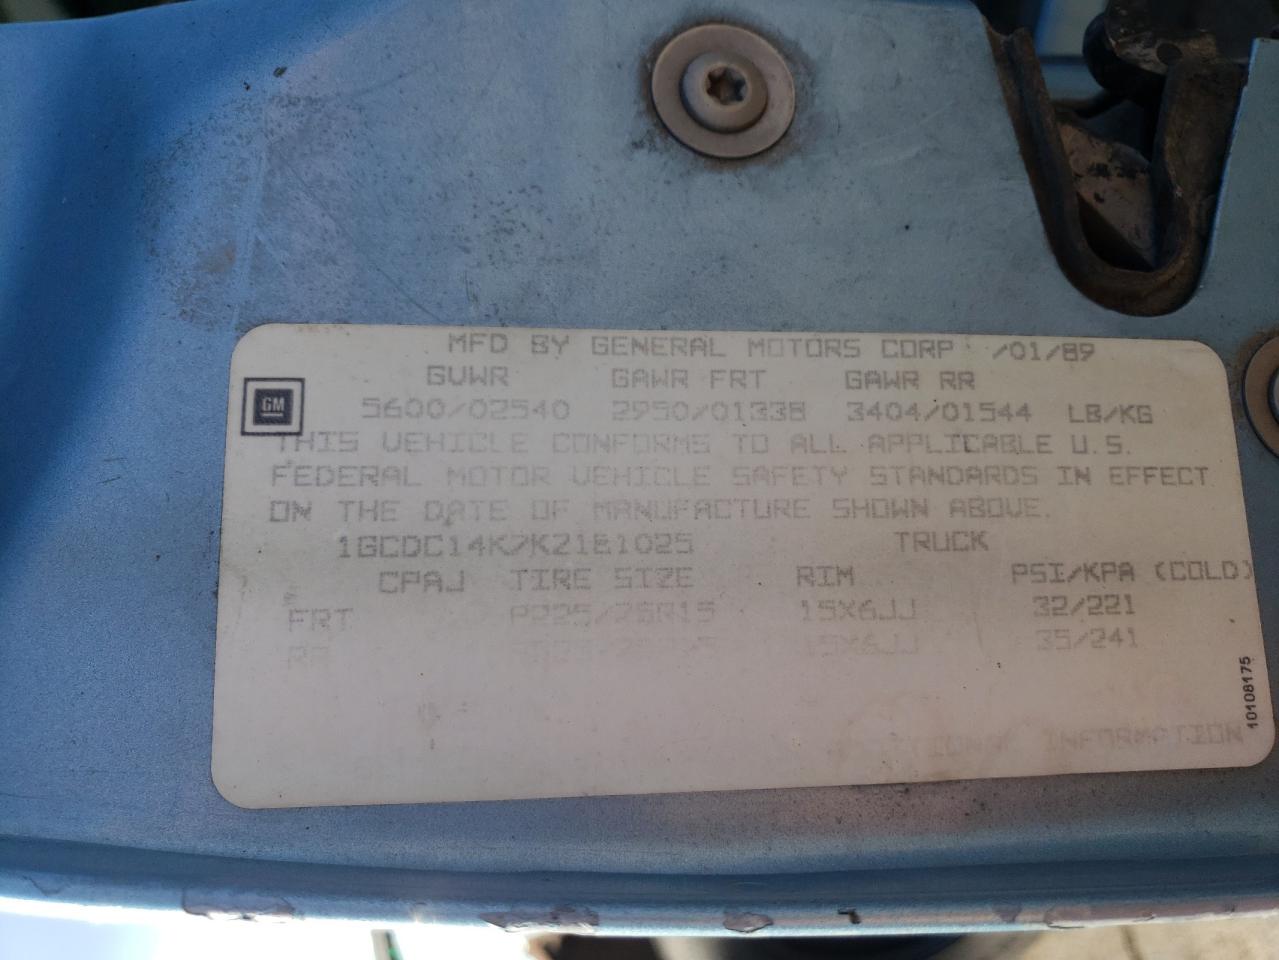 MFD BY GENERAL MOTORS CORP /01/89
GVWR GAWR FRT GAWR RR
GM
5600/02540 2950/01338 3404/01544 LB/KG
THIS VEHICLE CONFORMS TO ALL APPLICABLE U.S.
FEDERAL MOTOR VEHICLE SAFETY STANDARDS IN EFFECT
ON THE DATE OF MANUFACTURE SHOWN ABOVE.
TRUCK
CPAJ TIRE SIZE RIM PSI/KPA (COLD)
FRT P225/75R15 15X6JJ 32/221
RR 15X6JJ 35/241
INFORMATION
10108175